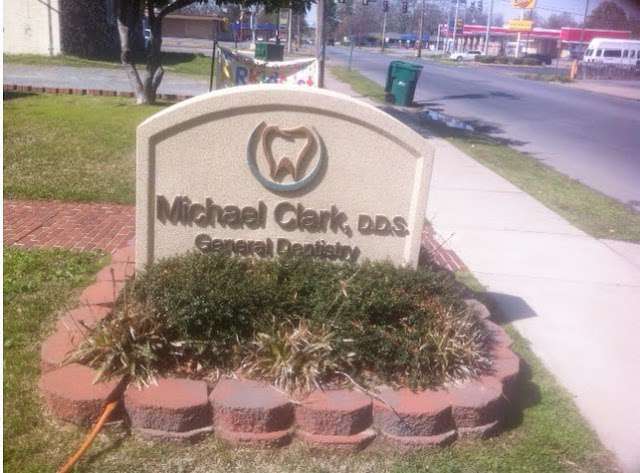 Michael Clark, D.D.S.
General Dentistry